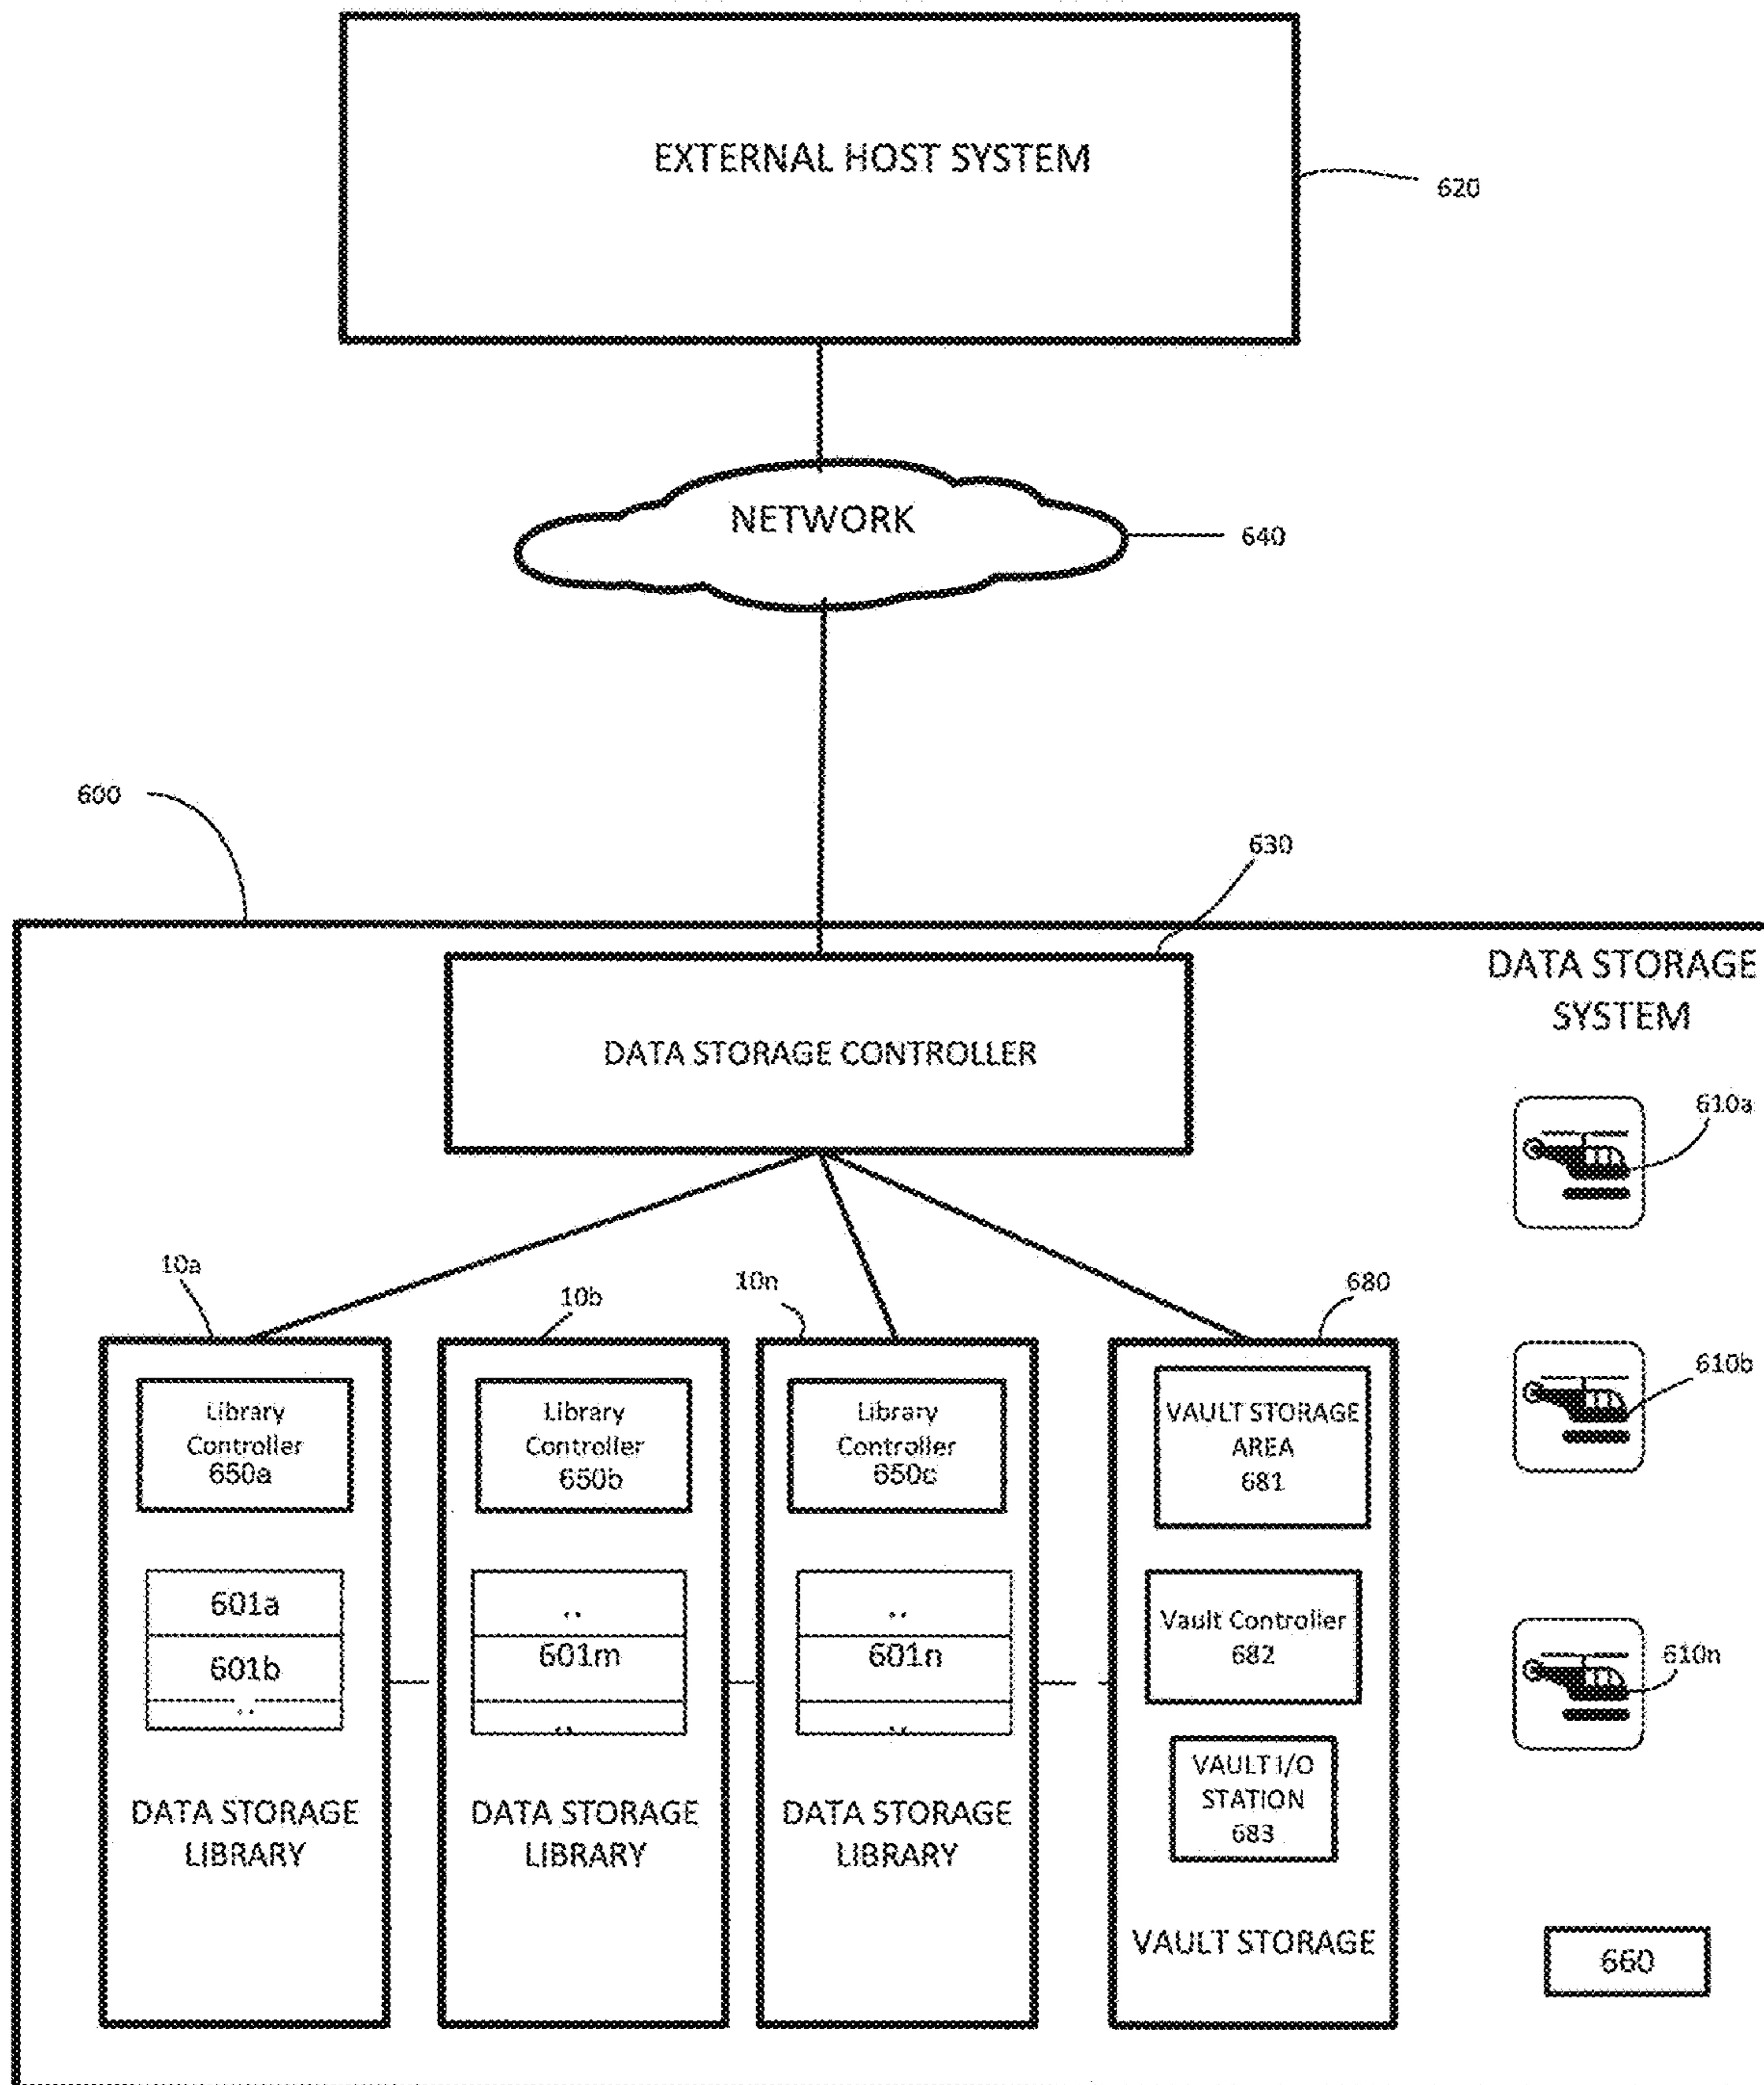 EXTERNAL HOST SYSTEM
620
NETWORK
640
600
630
DATA STORAGE
SYSTEM
DATA STORAGE CONTROLLER
610a
10a
10b
10n
680
610b
Library
Controller
650a
Library
Controller
650b
Library
Controller
650c
VAULT STORAGE
AREA
681
601a
601b
..
..
601m
..
..
601n
..
Vault Controller
682
610n
VAULT I/O
STATION
683
DATA STORAGE
LIBRARY
DATA STORAGE
LIBRARY
DATA STORAGE
LIBRARY
VAULT STORAGE
660